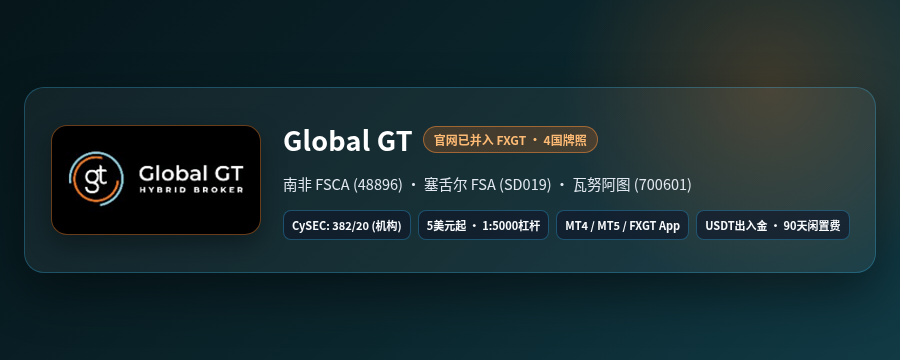 gt Global GT
HYBRID BROKER
Global GT
官网已并入 FXGT · 4国牌照
南非 FSCA (48896) · 塞舌尔 FSA (SD019) · 瓦努阿图 (700601)
CySEC: 382/20 (机构)
5美元起 · 1:5000杠杆
MT4 / MT5 / FXGT App
USDT出入金 · 90天闲置费